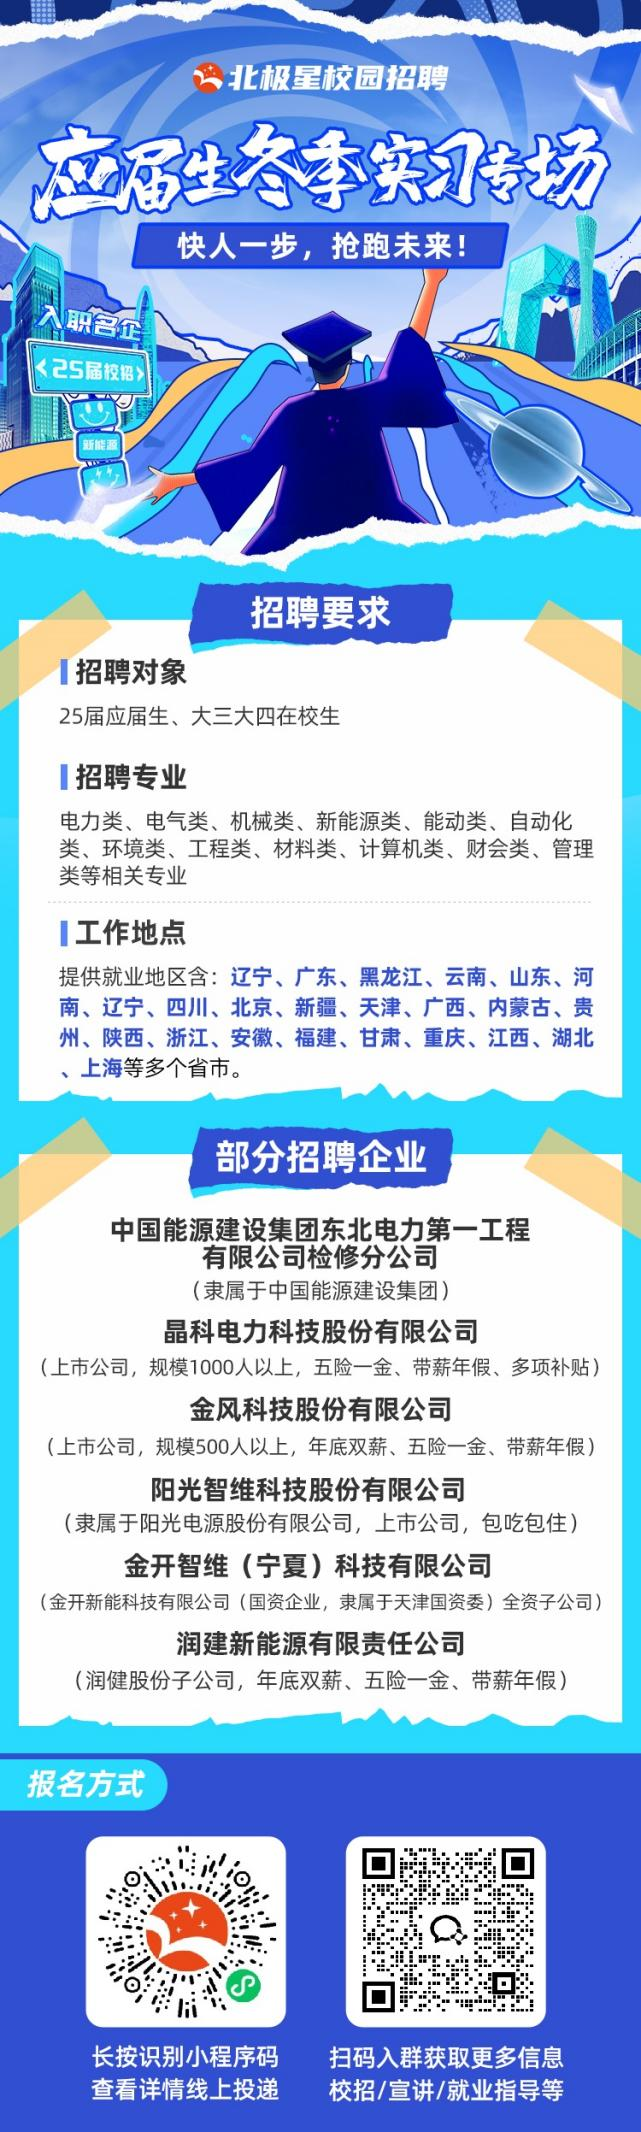 北极星校园招聘
应届生冬季实习专场
快人一步，抢跑未来！
入职名企
<25届校招>
新能源
招聘要求
招聘对象
25届应届生、大三大四在校生
招聘专业
电力类、电气类、机械类、新能源类、能动类、自动化
类、环境类、工程类、材料类、计算机类、财会类、管理
类等相关专业
工作地点
提供就业地区含：辽宁、广东、黑龙江、云南、山东、河
南、辽宁、四川、北京、新疆、天津、广西、内蒙古、贵
州、陕西、浙江、安徽、福建、甘肃、重庆、江西、湖北
、上海等多个省市。
部分招聘企业
中国能源建设集团东北电力第一工程
有限公司检修分公司
（隶属于中国能源建设集团）
晶科电力科技股份有限公司
（上市公司，规模1000人以上，五险一金、带薪年假、多项补贴）
金风科技股份有限公司
（上市公司，规模500人以上，年底双薪、五险一金、带薪年假）
阳光智维科技股份有限公司
（隶属于阳光电源股份有限公司，上市公司，包吃包住）
金开智维（宁夏）科技有限公司
（金开新能科技有限公司（国资企业，隶属于天津国资委）全资子公司）
润建新能源有限责任公司
（润健股份子公司，年底双薪、五险一金、带薪年假）
报名方式
长按识别小程序码
查看详情线上投递
扫码入群获取更多信息
校招/宣讲/就业指导等